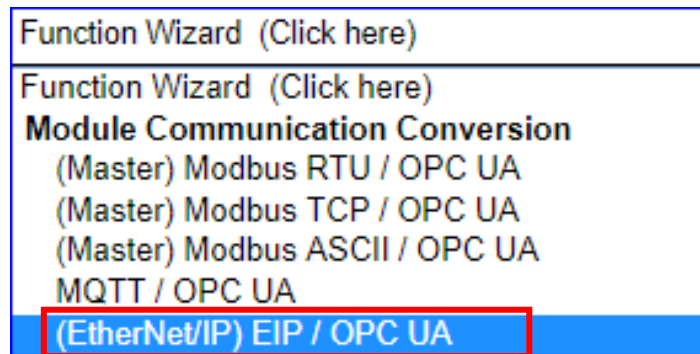 Function Wizard (Click here)
Function Wizard (Click here)
Module Communication Conversion
(Master) Modbus RTU / OPC UA
(Master) Modbus TCP / OPC UA
(Master) Modbus ASCII / OPC UA
MQTT / OPC UA
(EtherNet/IP) EIP / OPC UA